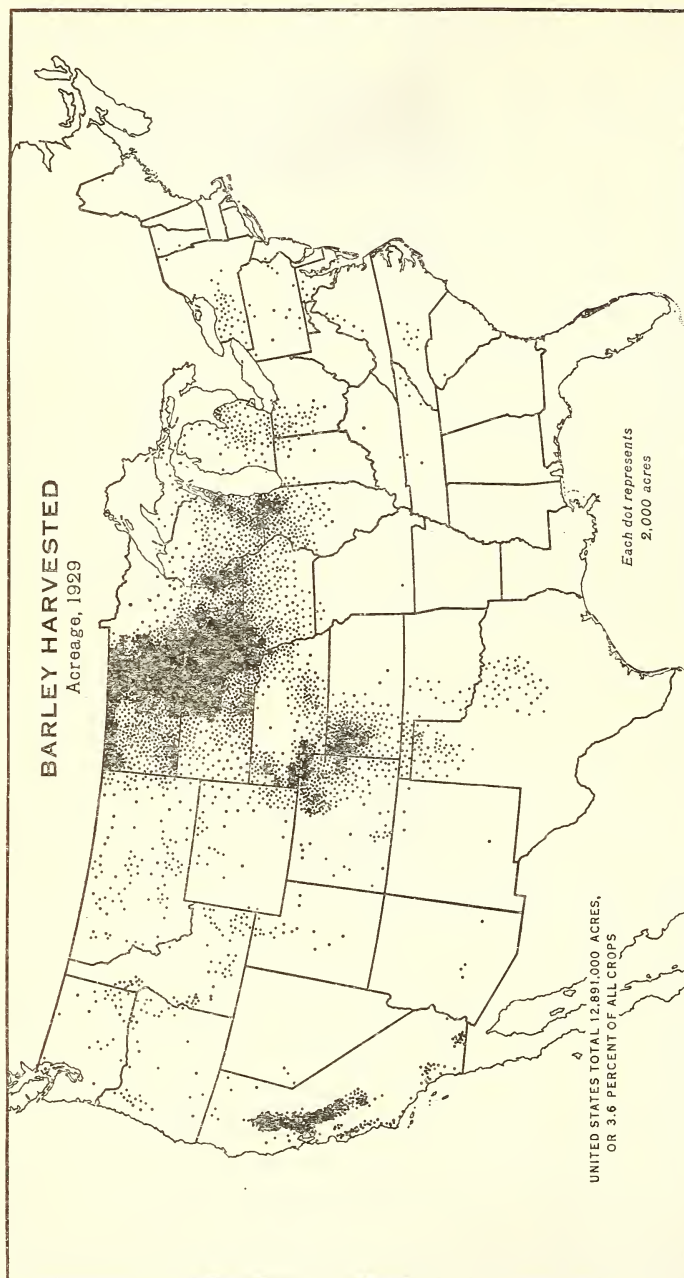 BARLEY HARVESTED
Acreage, 1929
Each dot represents
2,000 acres
UNITED STATES TOTAL 12,891,000 ACRES,
OR 3.6 PERCENT OF ALL CROPS